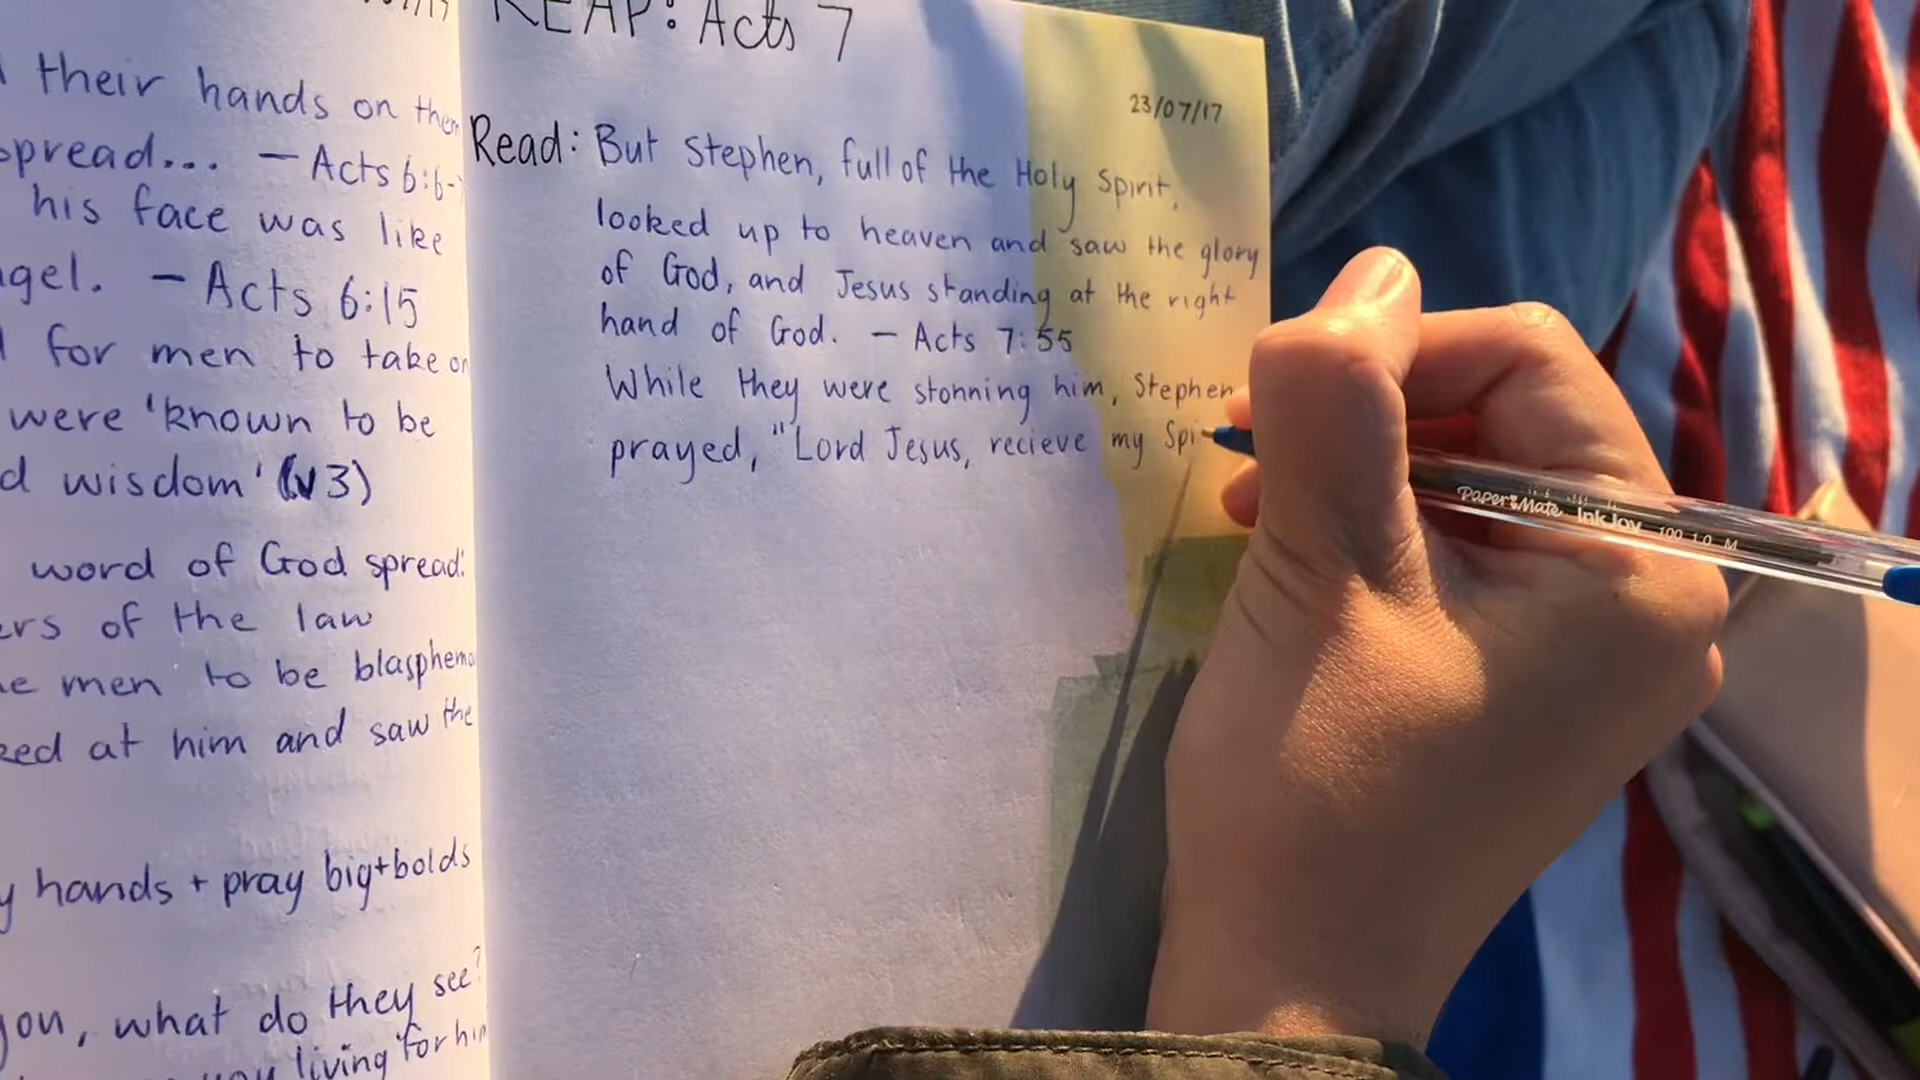 their hands on them
spread... - Acts 6:6-
his face was like
- Acts 6:15
for men to take on
were 'known to be
wisdom' (v3)
word of God spread:
of the law
men to be blasphem
at him and saw the
hands + pray big+bolds
you, what do they see?
you living for him
REAP: Acts 7
23/07/17
Read: But Stephen, full of the Holy Spirit,
looked up to heaven and saw the glory
of God, and Jesus standing at the right
hand of God. - Acts 7:55
While they were stonning him, Stephen
prayed, "Lord Jesus, recieve my Spi
PaperMate InkJoy 100 1.0 M